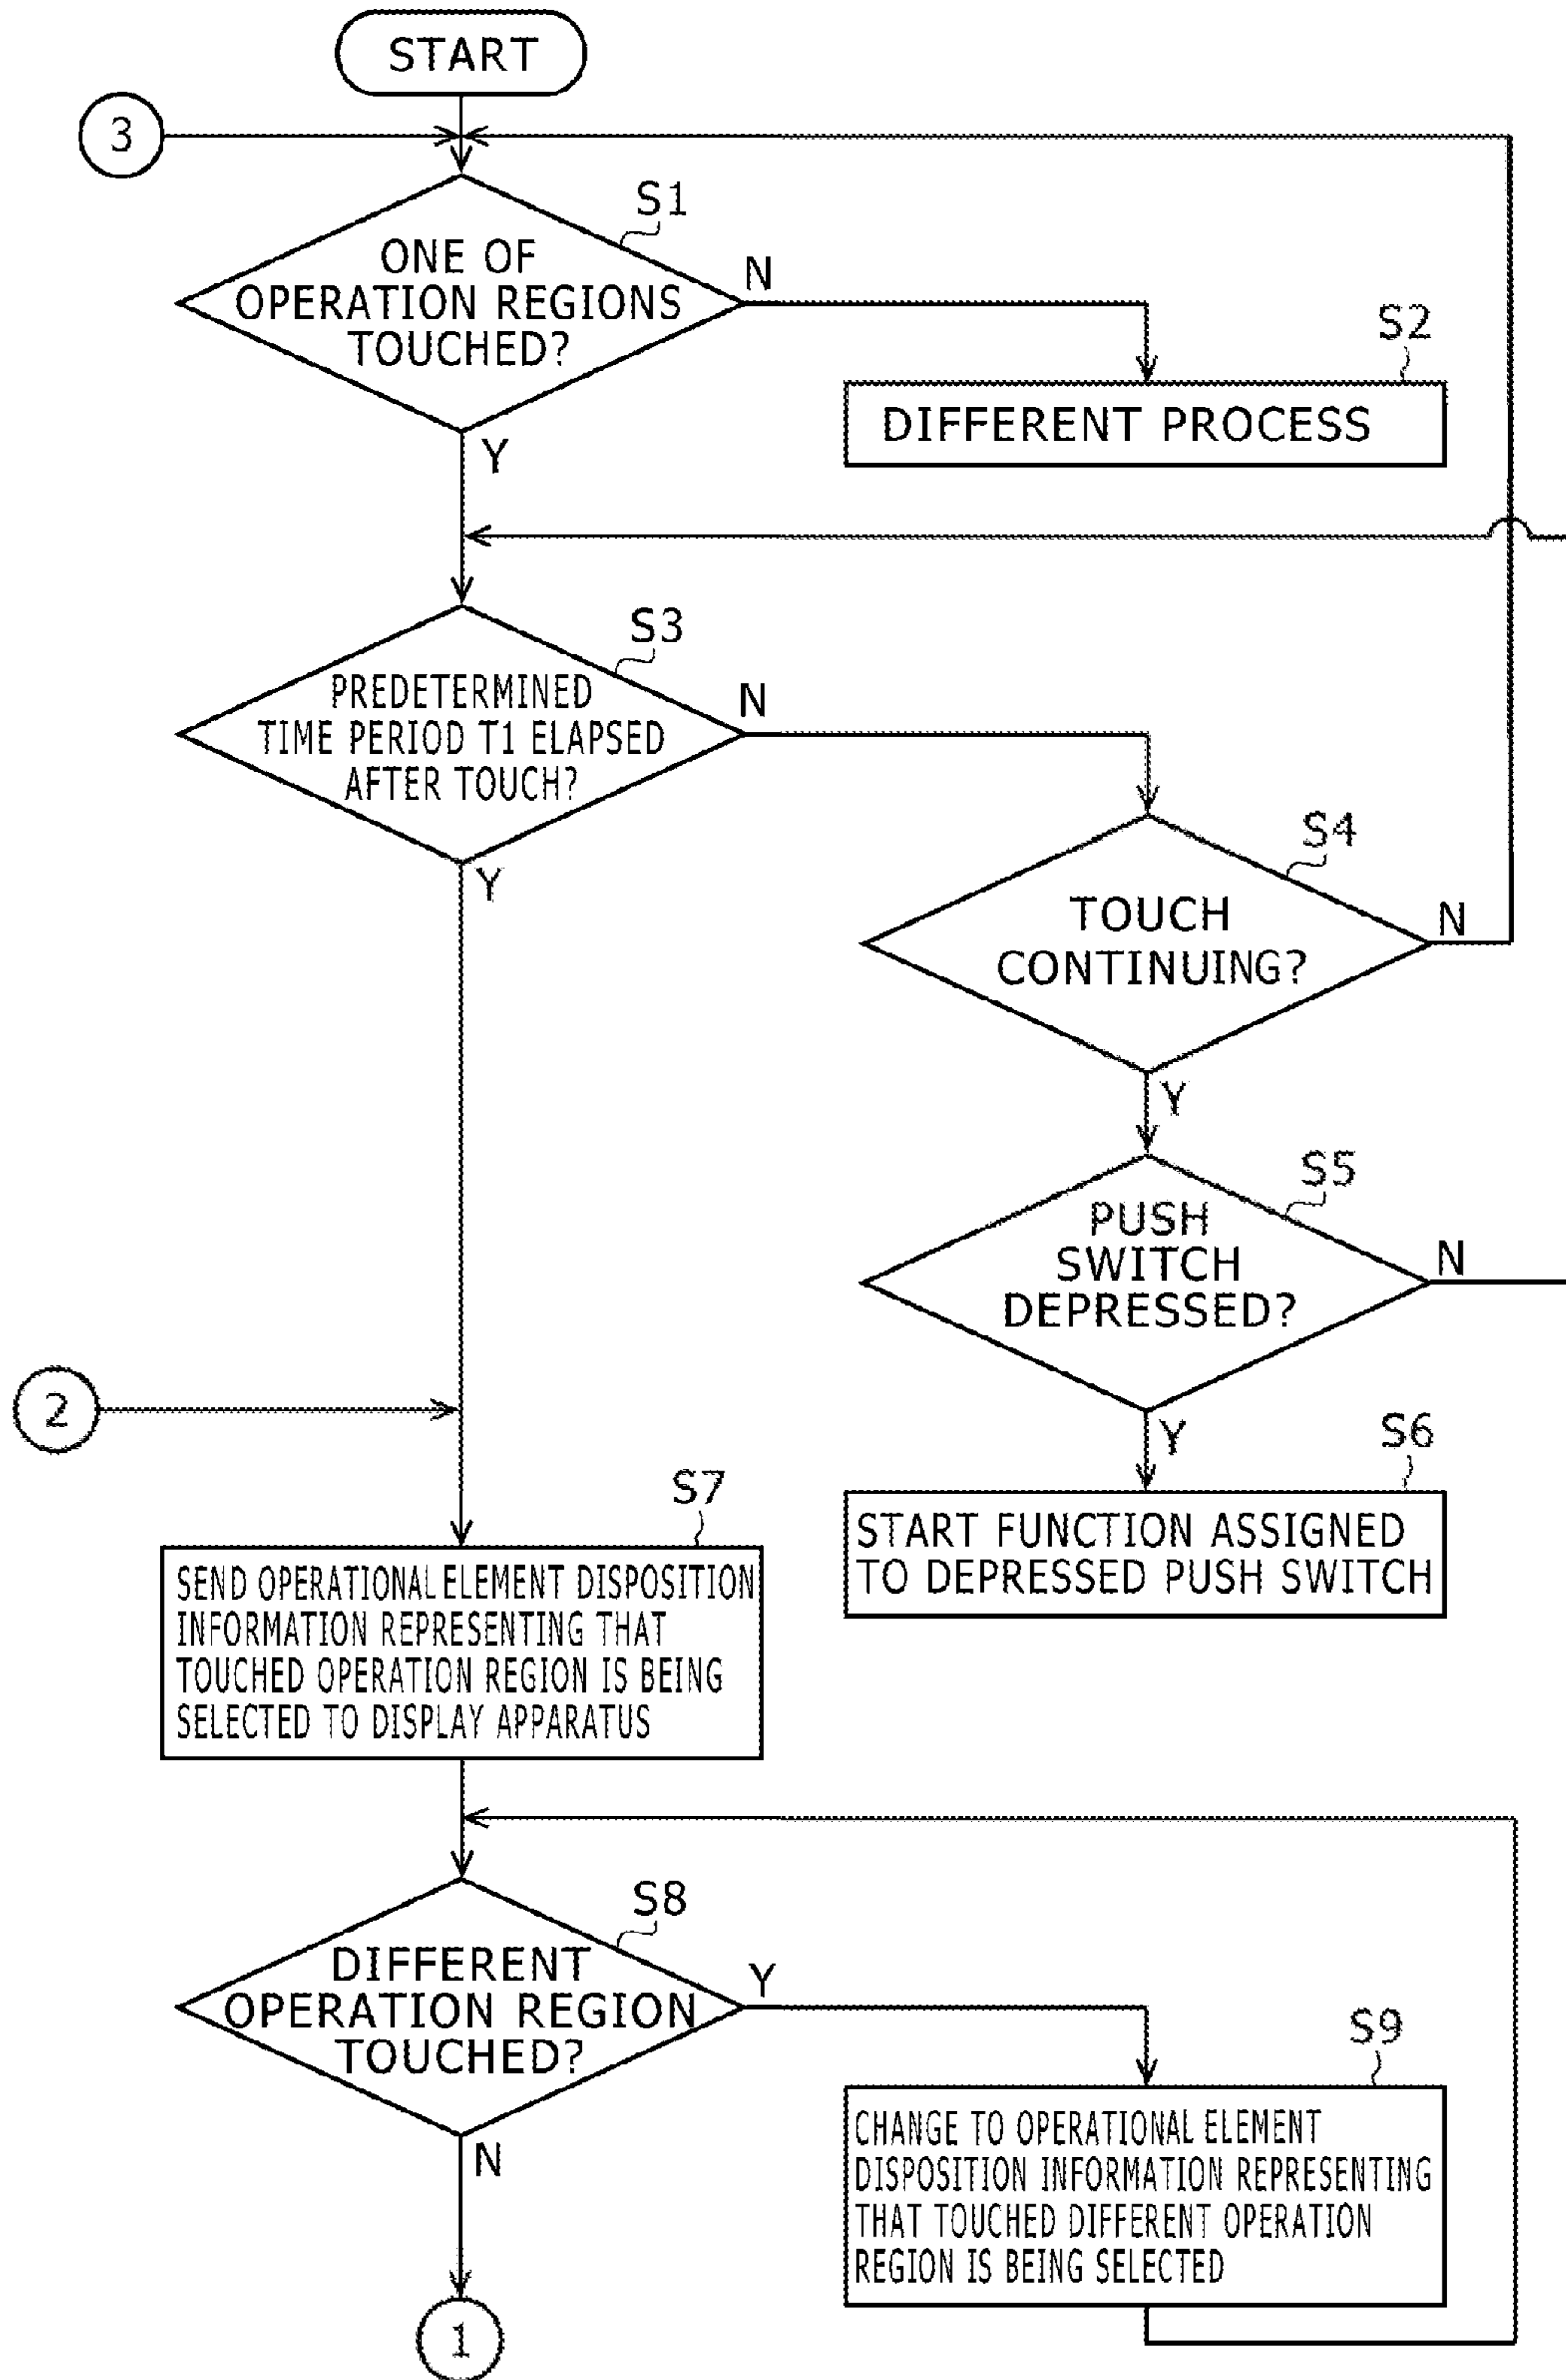 START
3
S1
ONE OF
OPERATION REGIONS
TOUCHED?
N
Y
S2
DIFFERENT PROCESS
S3
PREDETERMINED
TIME PERIOD T1 ELAPSED
AFTER TOUCH?
N
Y
S4
TOUCH
CONTINUING?
N
Y
S5
PUSH
SWITCH
DEPRESSED?
N
Y
S6
START FUNCTION ASSIGNED
TO DEPRESSED PUSH SWITCH
2
S7
SEND OPERATIONAL ELEMENT DISPOSITION
INFORMATION REPRESENTING THAT
TOUCHED OPERATION REGION IS BEING
SELECTED TO DISPLAY APPARATUS
S8
DIFFERENT
OPERATION REGION
TOUCHED?
Y
N
S9
CHANGE TO OPERATIONAL ELEMENT
DISPOSITION INFORMATION REPRESENTING
THAT TOUCHED DIFFERENT OPERATION
REGION IS BEING SELECTED
1